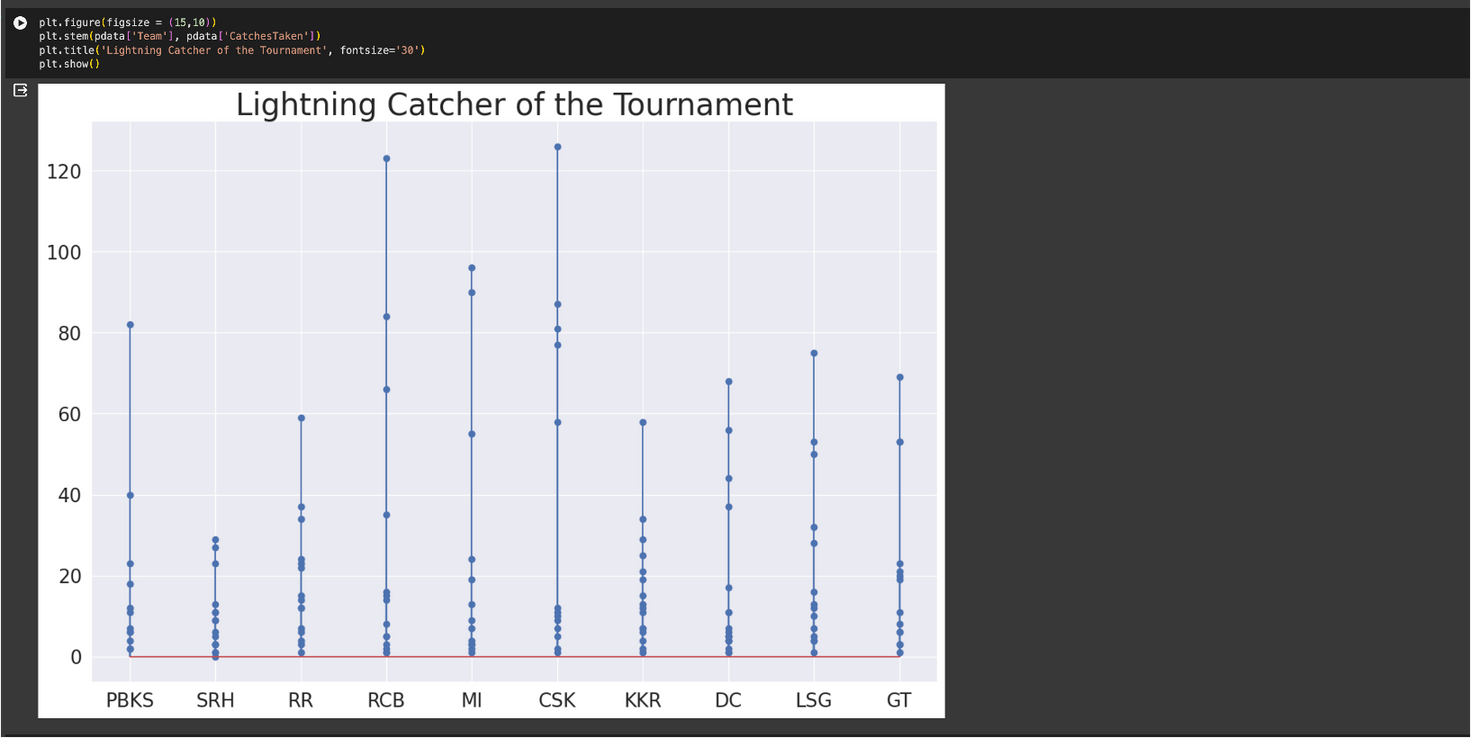 plt.figure(figsize = (15,10))
plt.stem(pdata['Team'], pdata['CatchesTaken'])
plt.title('Lightning Catcher of the Tournament', fontsize='30')
plt.show()
Lightning Catcher of the Tournament
120
100
80
60
40
20
0
PBKS SRH RR RCB MI CSK KKR DC LSG GT